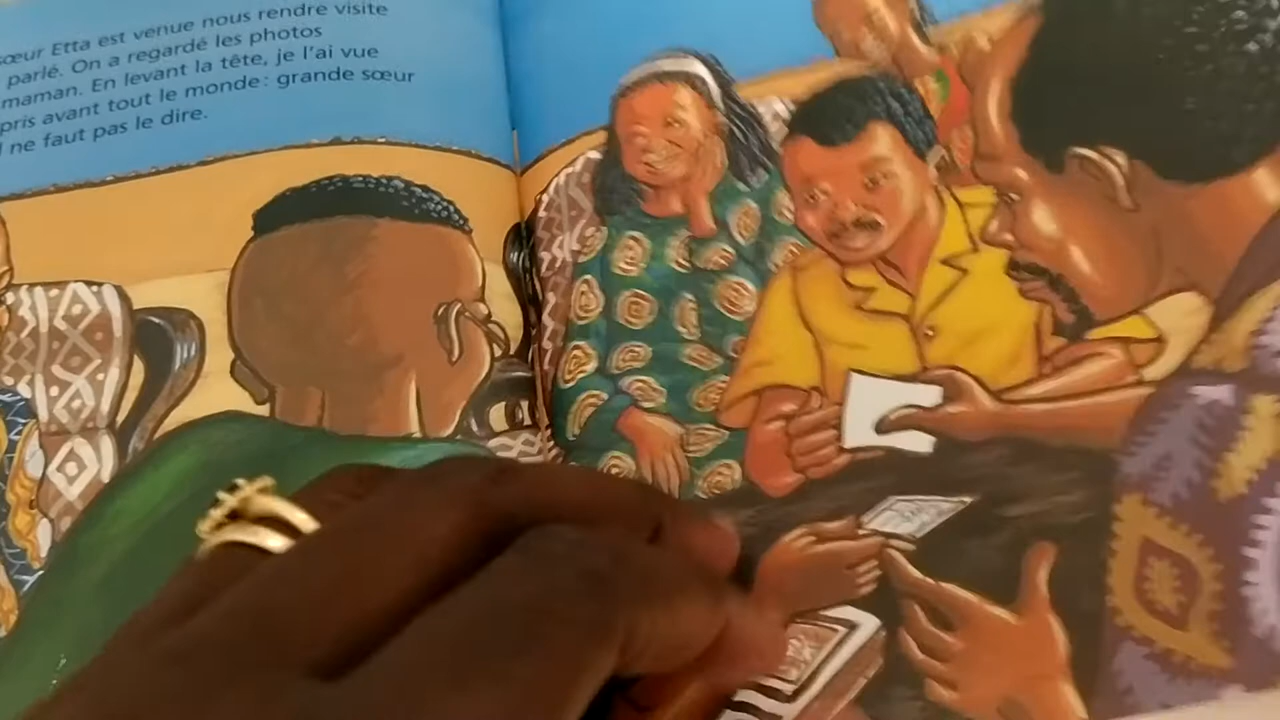 sœur Etta est venue nous rendre visite
parlé. On a regardé les photos
maman. En levant la tête, je l'ai vue
pris avant tout le monde : grande sœur
ne faut pas le dire.